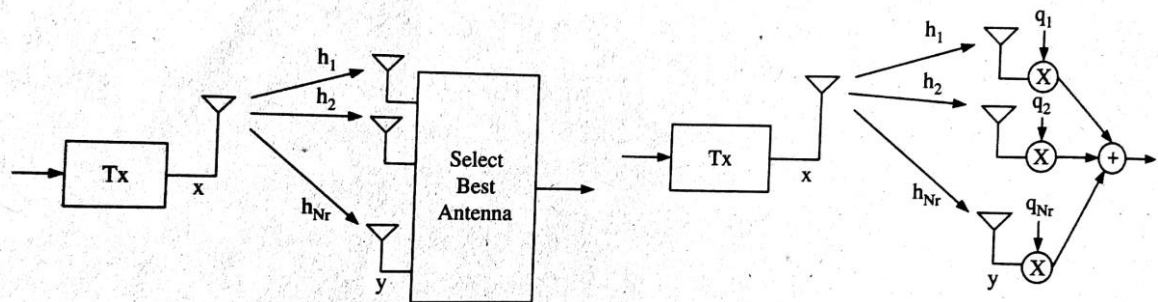 h₁
h₂
hNr
Tx
x
y
Select
Best
Antenna
h₁
h₂
hNr
Tx
x
y
q₁
X
q₂
X
qNr
X
+